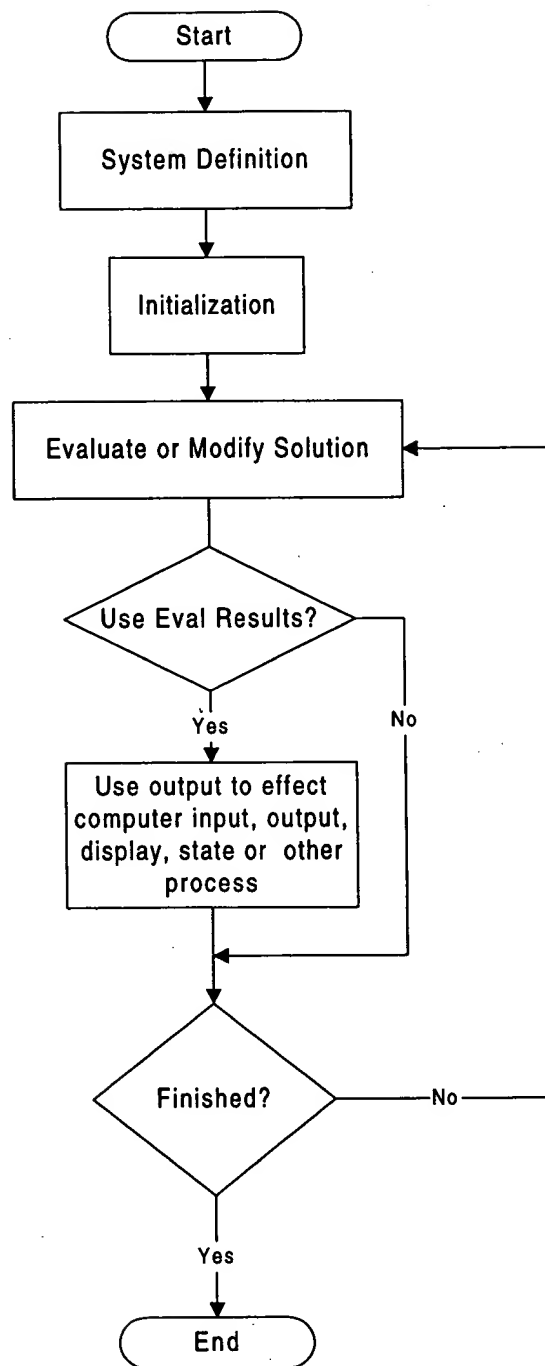 Start
System Definition
Initialization
Evaluate or Modify Solution
Use Eval Results?
Yes
No
Use output to effect
computer input, output,
display, state or other
process
Finished?
No
Yes
End